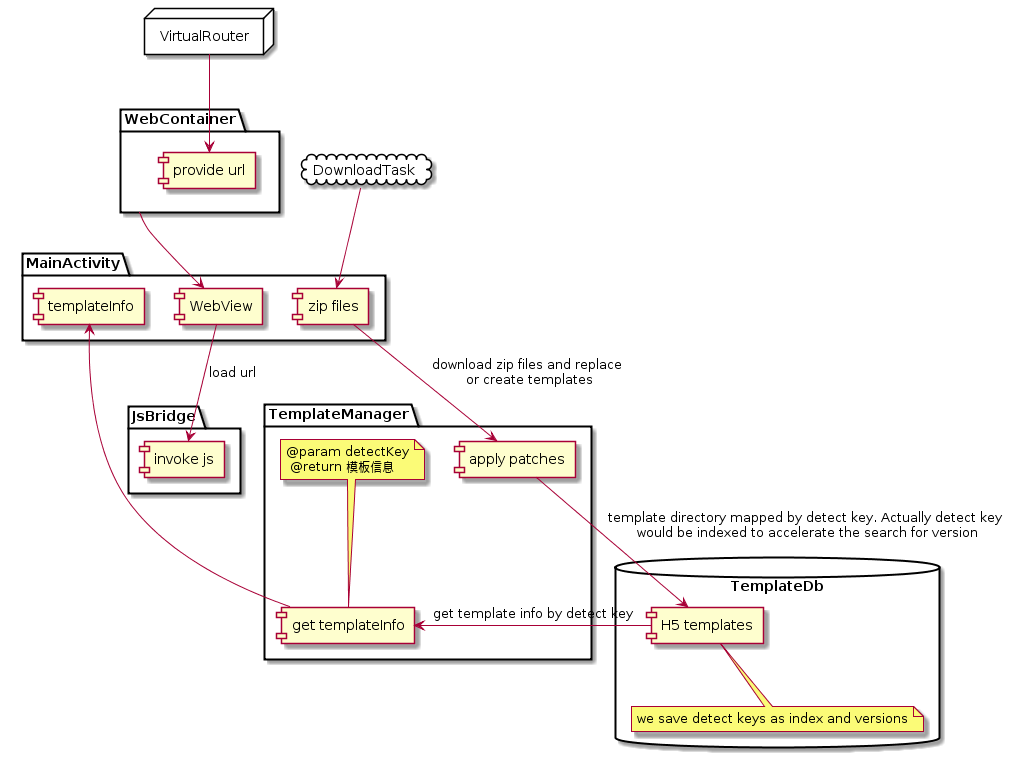 VirtualRouter
WebContainer
provide url
DownloadTask
MainActivity
templateInfo
WebView
zip files
load url
download zip files and replace
or create templates
JsBridge
invoke js
TemplateManager
@param detectKey
@return 模板信息
apply patches
template directory mapped by detect key. Actually detect key
would be indexed to accelerate the search for version
TemplateDb
get templateInfo
get template info by detect key
H5 templates
we save detect keys as index and versions